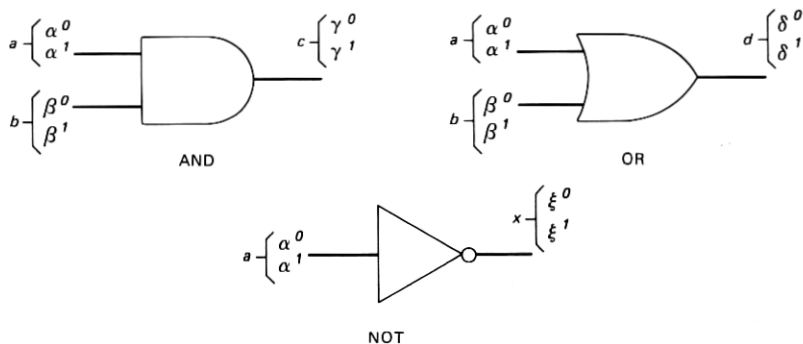 a { α⁰ α¹
b { β⁰ β¹
c { γ⁰ γ¹
AND
a { α⁰ α¹
b { β⁰ β¹
d { δ⁰ δ¹
OR
a { α⁰ α¹
x { ξ⁰ ξ¹
NOT